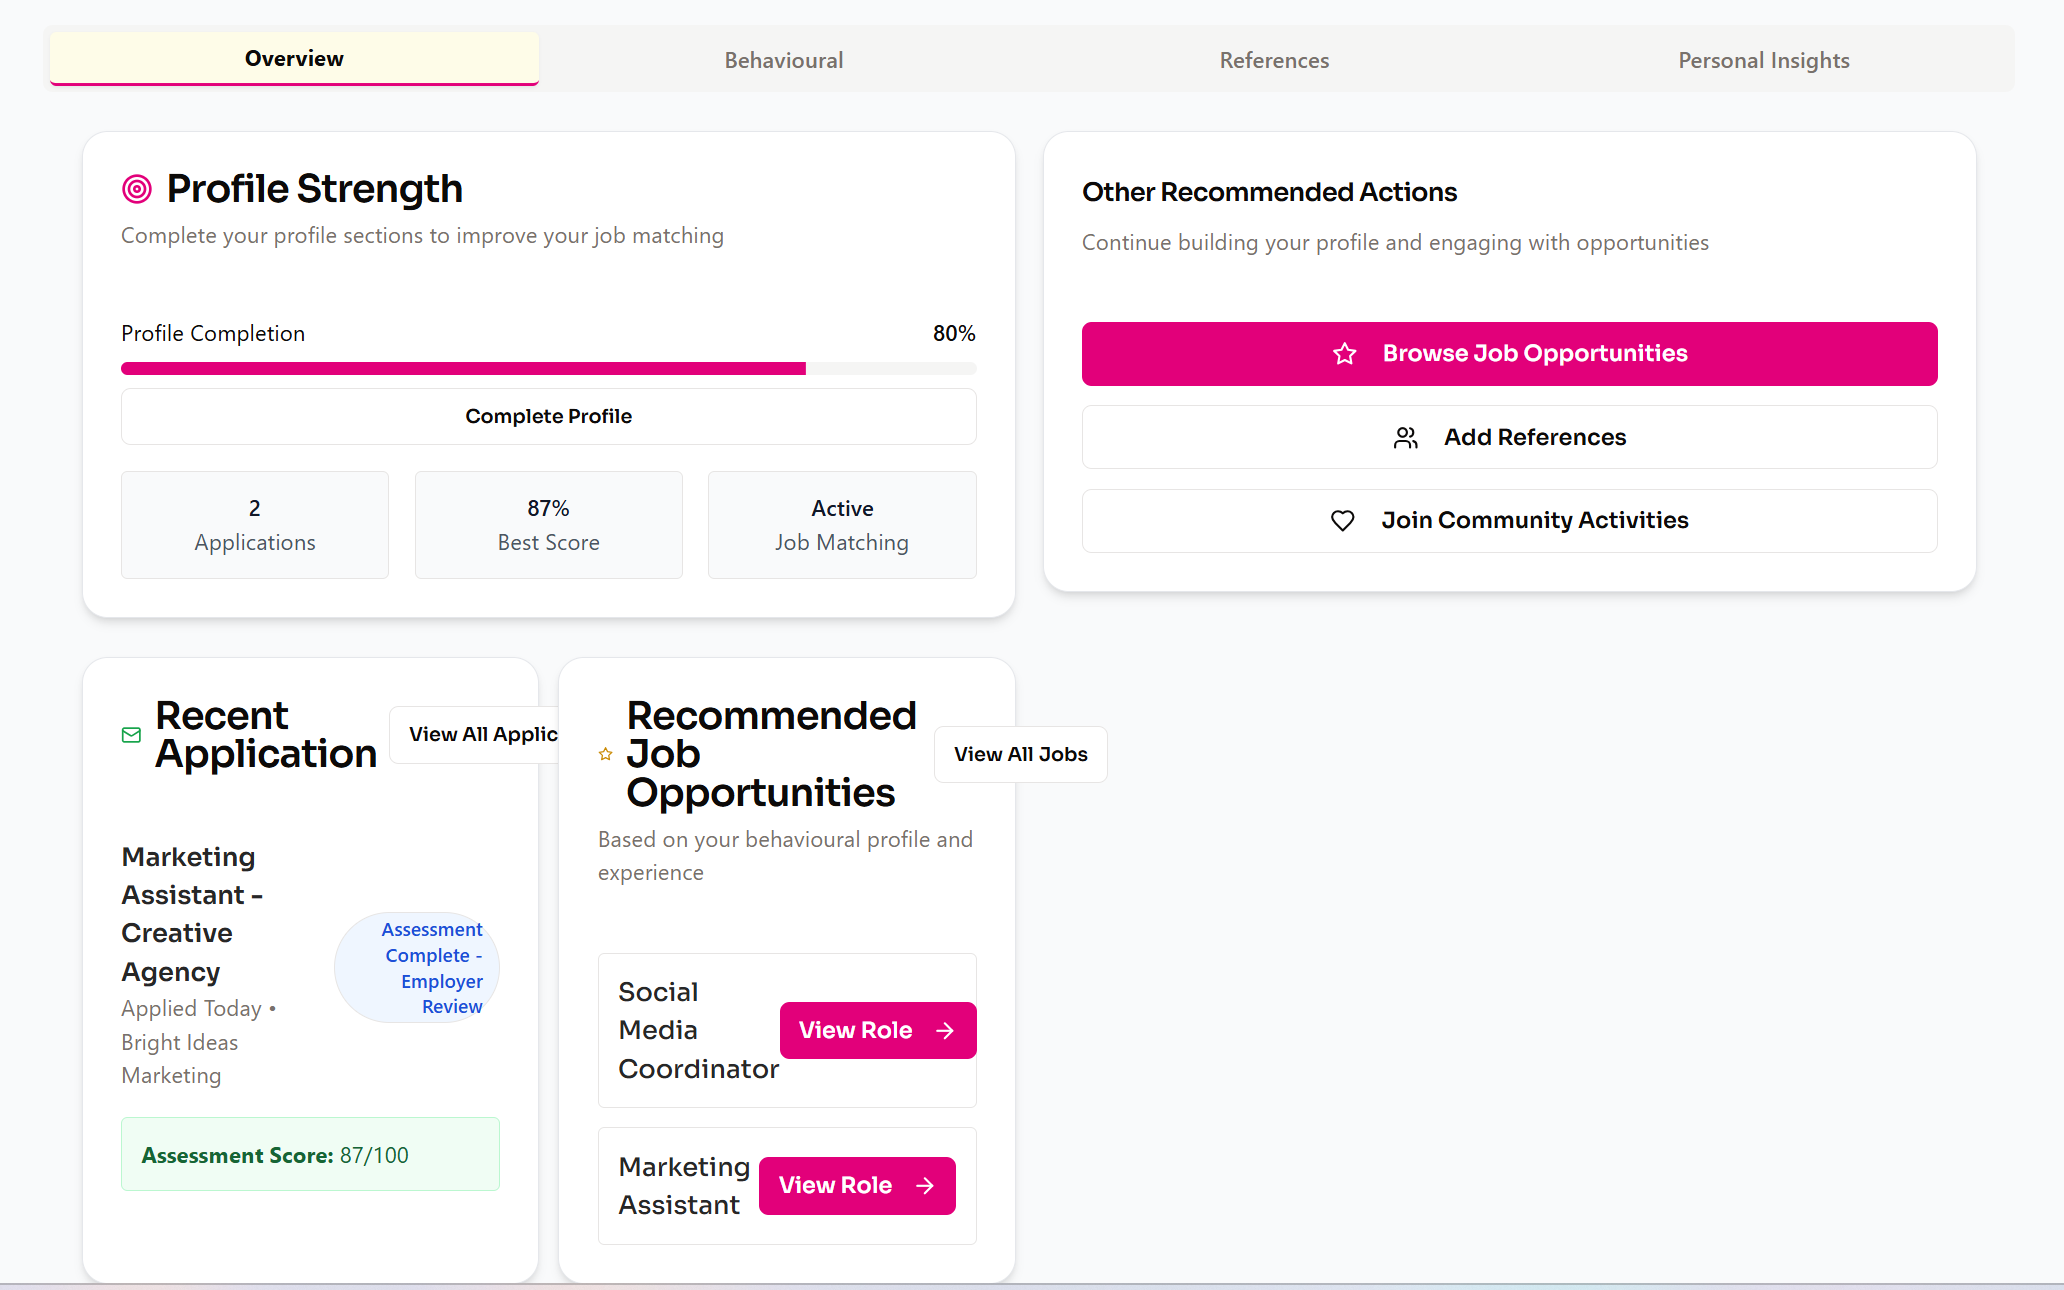 Overview
Behavioural
References
Personal Insights
Profile Strength
Complete your profile sections to improve your job matching
Profile Completion
80%
Complete Profile
2
Applications
87%
Best Score
Active
Job Matching
Other Recommended Actions
Continue building your profile and engaging with opportunities
Browse Job Opportunities
Add References
Join Community Activities
Recent
Application
View All Applic
Marketing
Assistant -
Creative
Agency
Applied Today •
Bright Ideas
Marketing
Assessment
Complete -
Employer
Review
Assessment Score: 87/100
Recommended
Job
Opportunities
View All Jobs
Based on your behavioural profile and
experience
Social
Media
Coordinator
View Role
Marketing
Assistant
View Role